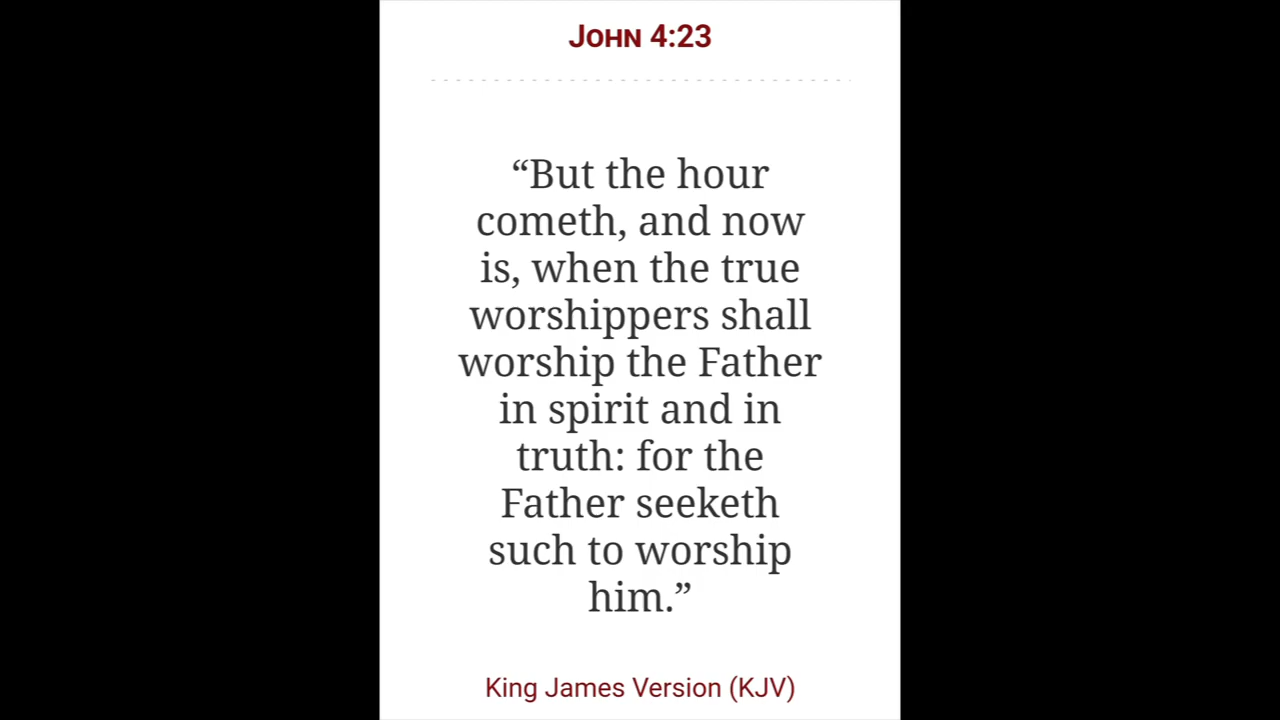 John 4:23
“But the hour
cometh, and now
is, when the true
worshippers shall
worship the Father
in spirit and in
truth: for the
Father seeketh
such to worship
him.”
King James Version (KJV)